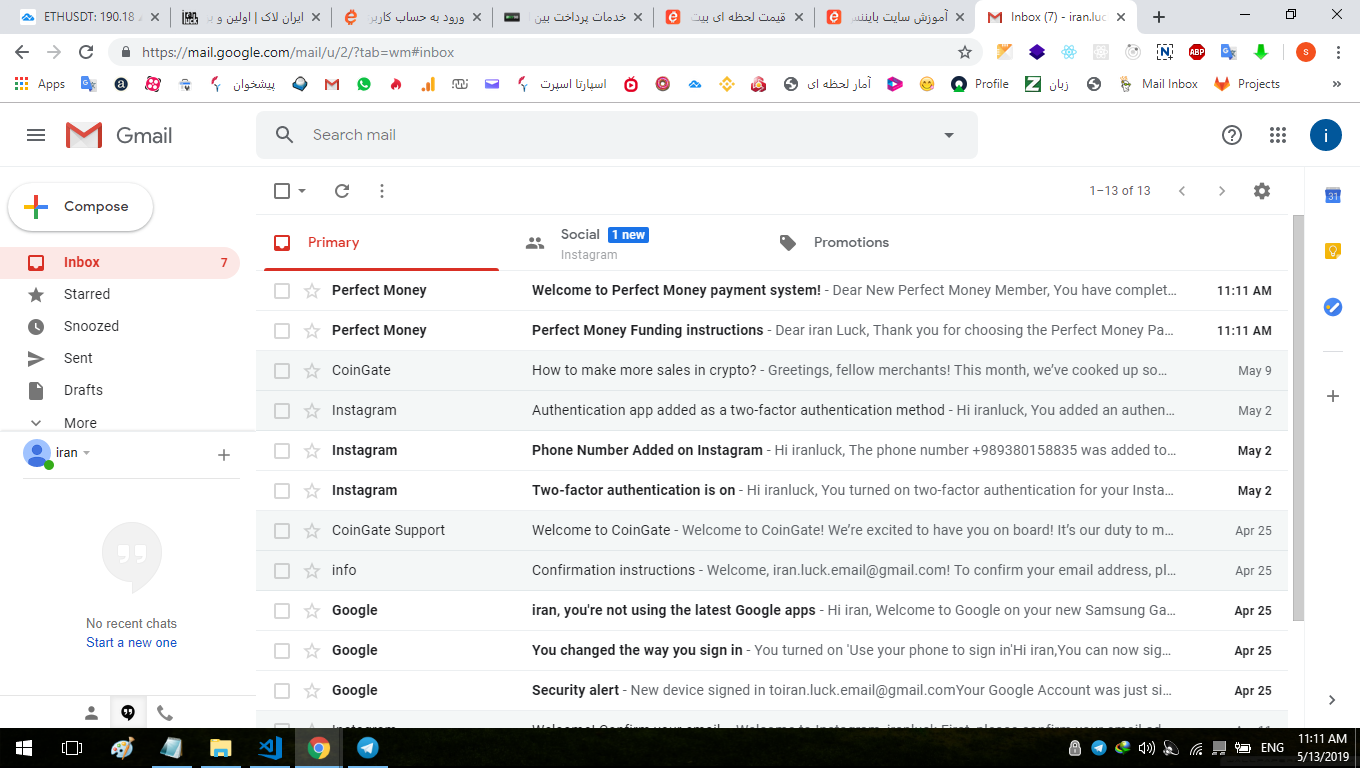 ETHUSDT: 190.18
ایران لاک | اولین و بر
ورود به حساب کاربر
خدمات پرداخت بین ا
قیمت لحظه ای بیت
آموزش سایت بایننس
Inbox (7) - iran.luc
https://mail.google.com/mail/u/2/?tab=wm#inbox
ABP
s
Apps
پیشخوان
اسپارتا اسپرت
آمار لحظه ای
Profile
زبان
Mail Inbox
Projects
»
Gmail
Search mail
i
Compose
1–13 of 13
31
Primary
Social 1 new
Instagram
Promotions
Inbox 7
Starred
Snoozed
Sent
Drafts
More
iran
No recent chats
Start a new one
Perfect Money Welcome to Perfect Money payment system! - Dear New Perfect Money Member, You have complet… 11:11 AM
Perfect Money Perfect Money Funding instructions - Dear iran Luck, Thank you for choosing the Perfect Money Pa… 11:11 AM
CoinGate How to make more sales in crypto? - Greetings, fellow merchants! This month, we’ve cooked up so… May 9
Instagram Authentication app added as a two-factor authentication method - Hi iranluck, You added an authen… May 2
Instagram Phone Number Added on Instagram - Hi iranluck, The phone number +989380158835 was added to… May 2
Instagram Two-factor authentication is on - Hi iranluck, You turned on two-factor authentication for your Insta… May 2
CoinGate Support Welcome to CoinGate - Welcome to CoinGate! We’re excited to have you on board! It’s our duty to m… Apr 25
info Confirmation instructions - Welcome, iran.luck.email@gmail.com! To confirm your email address, pl… Apr 25
Google iran, you're not using the latest Google apps - Hi iran, Welcome to Google on your new Samsung Ga… Apr 25
Google You changed the way you sign in - You turned on 'Use your phone to sign in'Hi iran,You can now sig… Apr 25
Google Security alert - New device signed in toiran.luck.email@gmail.comYour Google Account was just si… Apr 25
ENG
11:11 AM
5/13/2019